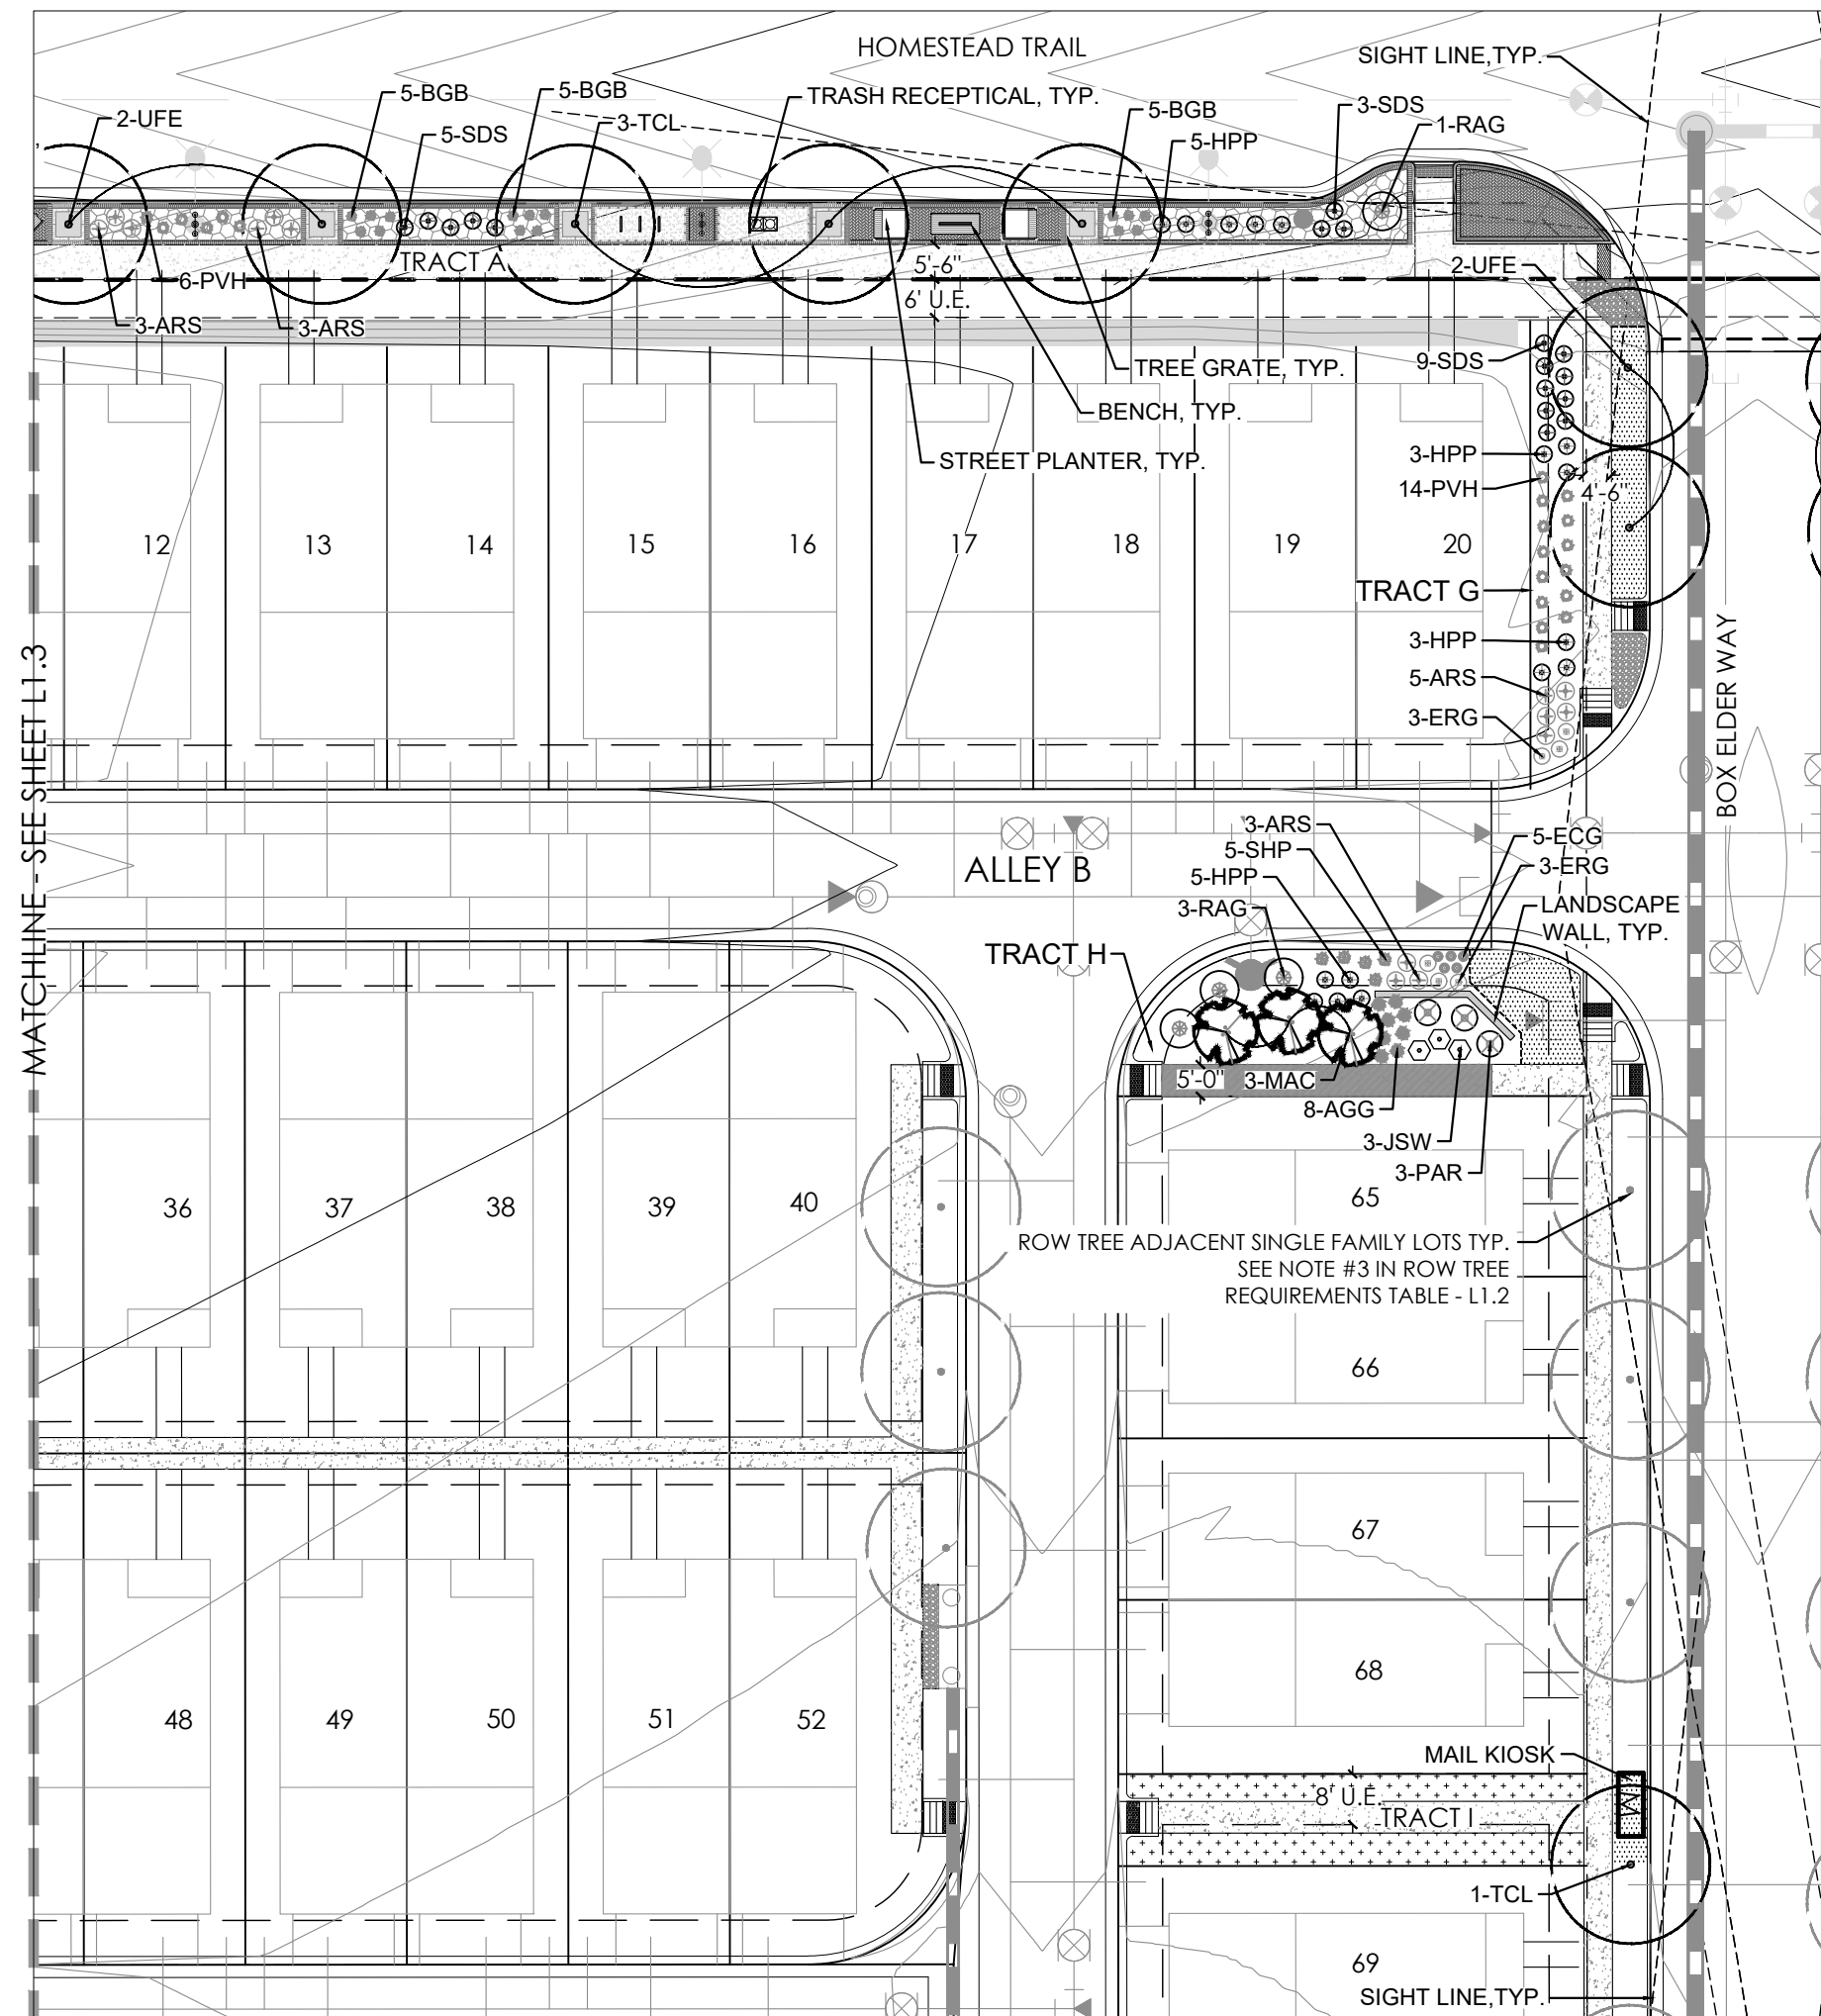 HOMESTEAD TRAIL
SIGHT LINE,TYP.
5-BGB
5-BGB
TRASH RECEPTICAL, TYP.
2-UFE
5-SDS
3-TCL
5-BGB
5-HPP
3-SDS
1-RAG
TRACT A
6-PVH
3-ARS
3-ARS
5'-6"
6' U.E.
2-UFE
TREE GRATE, TYP.
9-SDS
BENCH, TYP.
STREET PLANTER, TYP.
3-HPP
14-PVH
4'-6"
12
13
14
15
16
17
18
19
20
TRACT G
3-HPP
5-ARS
3-ERG
BOX ELDER WAY
MATCHLINE - SEE SHEET L1.3
ALLEY B
3-ARS
5-SHP
5-HPP
3-RAG
5-ECG
3-ERG
LANDSCAPE
WALL, TYP.
TRACT H
5'-0"
3-MAC
8-AGG
3-JSW
3-PAR
36
37
38
39
40
65
ROW TREE ADJACENT SINGLE FAMILY LOTS TYP.
SEE NOTE #3 IN ROW TREE
REQUIREMENTS TABLE - L1.2
66
67
68
48
49
50
51
52
MAIL KIOSK
8' U.E.
TRACT I
1-TCL
69
SIGHT LINE,TYP.